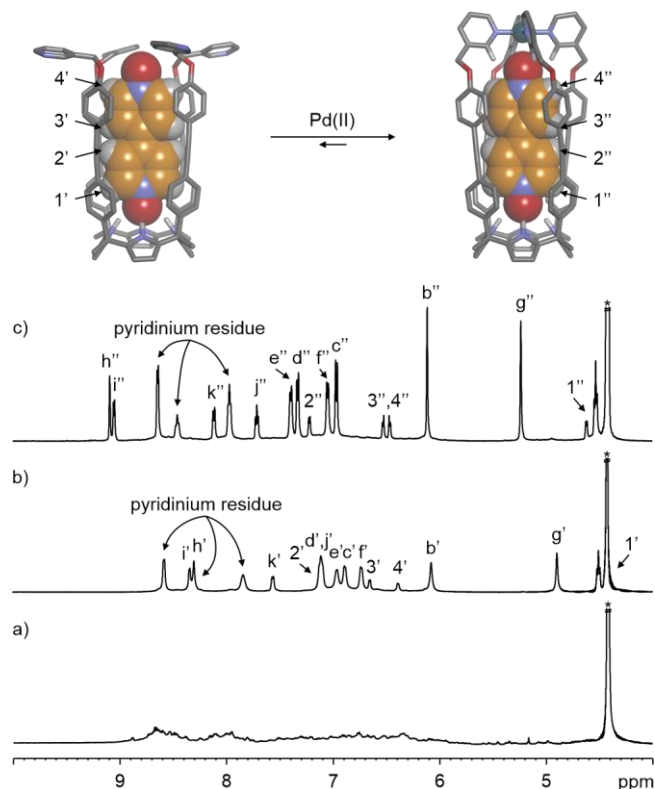 4’ 4’’
3’ Pd(II) 3’’
2’ 2’’
1’ 1’’
c) pyridinium residue h’’ i’’ k’’ j’’ e’’ d’’ 2’’ f’’ c’’ 3’’,4’’ b’’ g’’ 1’’ *
b) pyridinium residue i’ h’ k’ 2’ d’,j’ e’ c’ f’ 3’ 4’ b’ g’ 1’ *
a) *
9 8 7 6 5 ppm